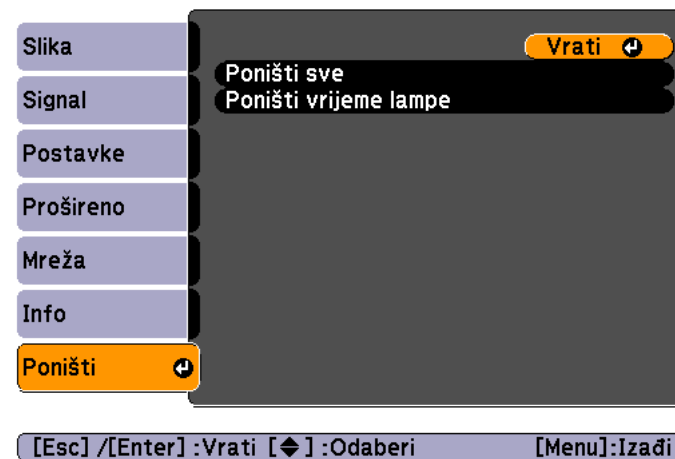 Slika
Signal
Postavke
Prošireno
Mreža
Info
Poništi
Vrati
Poništi sve
Poništi vrijeme lampe
[Esc] /[Enter] :Vrati [◆] :Odaberi [Menu]:Izađi